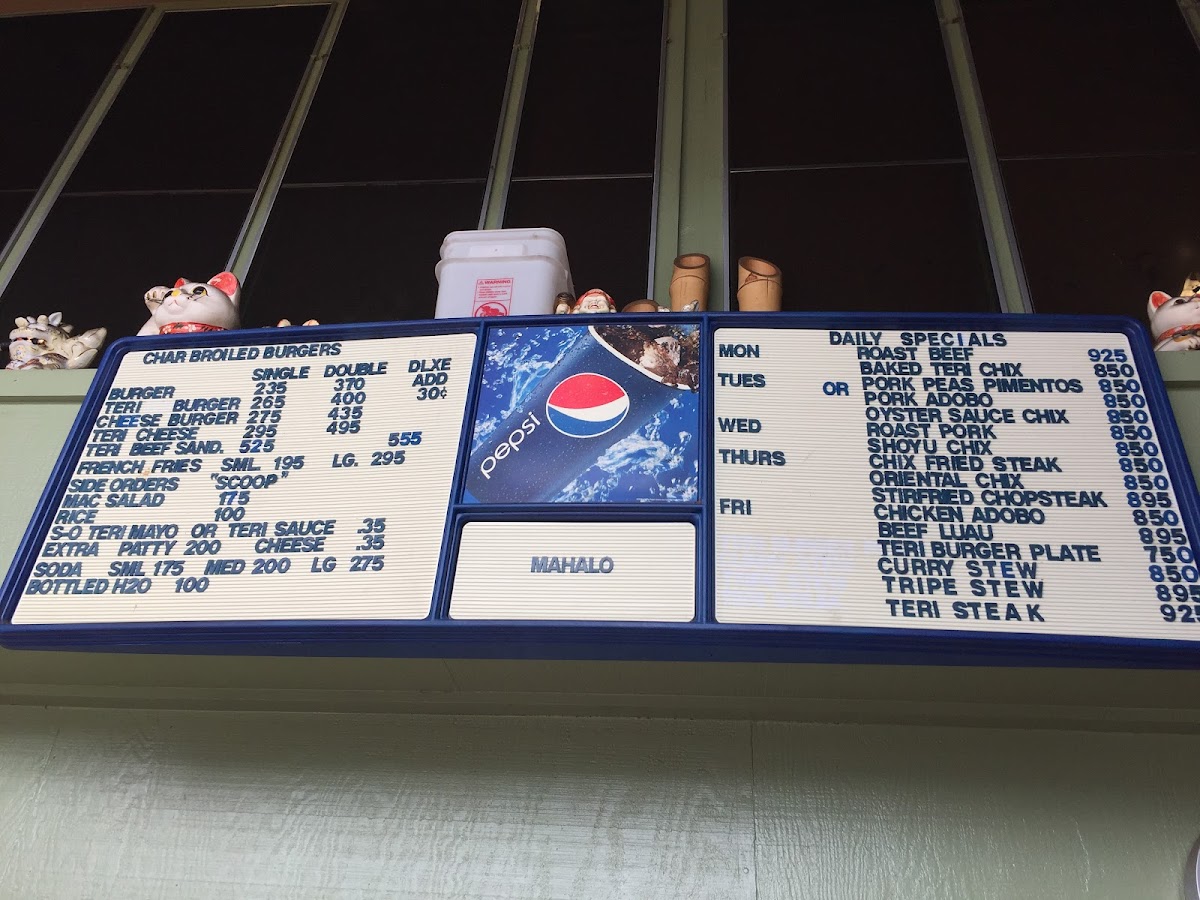 CHAR BROILED BURGERS
SINGLE DOUBLE DLXE
BURGER 235 370 ADD
TERI BURGER 265 400 30¢
CHEESE BURGER 275 435
TERI CHEESE 295 495
TERI BEEF SAND. 525 555
FRENCH FRIES SML 195 LG. 295
SIDE ORDERS "SCOOP"
MAC SALAD 175
RICE 100
S-O TERI MAYO OR TERI SAUCE .35
EXTRA PATTY 200 CHEESE .35
SODA SML 175 MED 200 LG 275
BOTTLED H2O 100
pepsi
MAHALO
WARNING
DAILY SPECIALS
MON ROAST BEEF 925
BAKED TERI CHIX 850
TUES OR PORK PEAS PIMENTOS 850
PORK ADOBO 850
OYSTER SAUCE CHIX 850
WED ROAST PORK 850
SHOYU CHIX 850
THURS CHIX FRIED STEAK 850
ORIENTAL CHIX 850
STIRFRIED CHOPSTEAK 895
FRI CHICKEN ADOBO 850
BEEF LUAU 895
TERI BURGER PLATE 750
CURRY STEW 850
TRIPE STEW 895
TERI STEAK 925